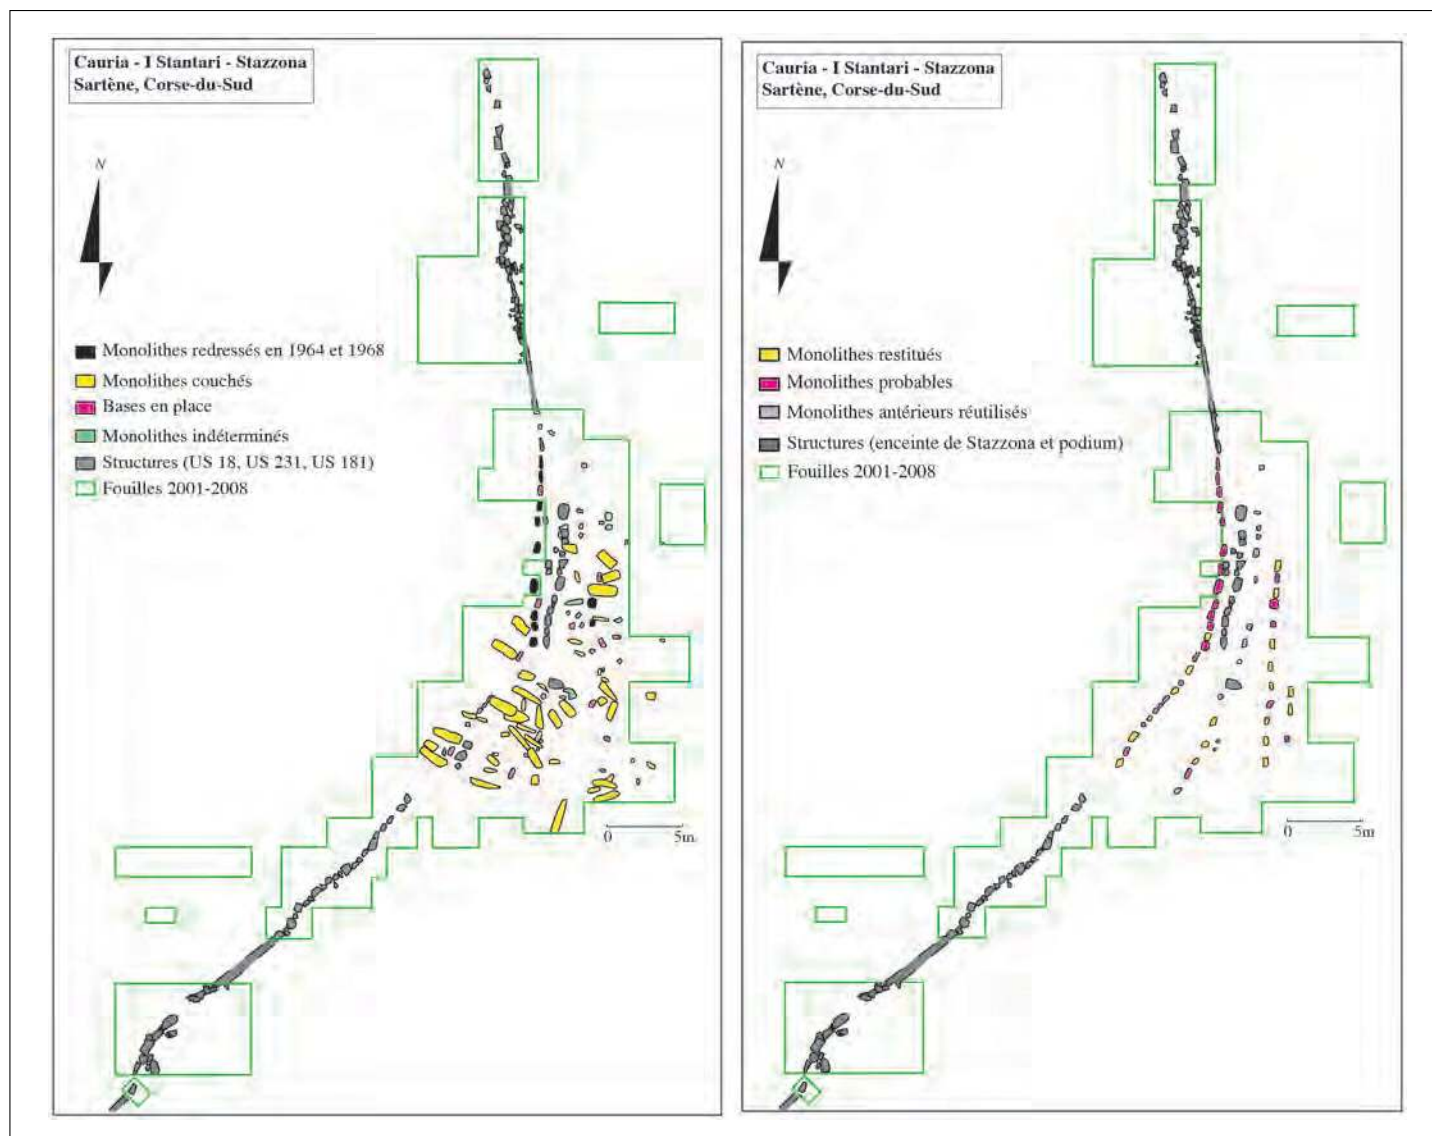 Cauria - I Stantari - Stazzona
Sartène, Corse-du-Sud
N
Monolithes redressés en 1964 et 1968
Monolithes couchés
Bases en place
Monolithes indéterminés
Structures (US 18, US 231, US 181)
Fouilles 2001-2008
0 5m
Cauria - I Stantari - Stazzona
Sartène, Corse-du-Sud
N
Monolithes restitués
Monolithes probables
Monolithes antérieurs réutilisés
Structures (enceinte de Stazzona et podium)
Fouilles 2001-2008
0 5m